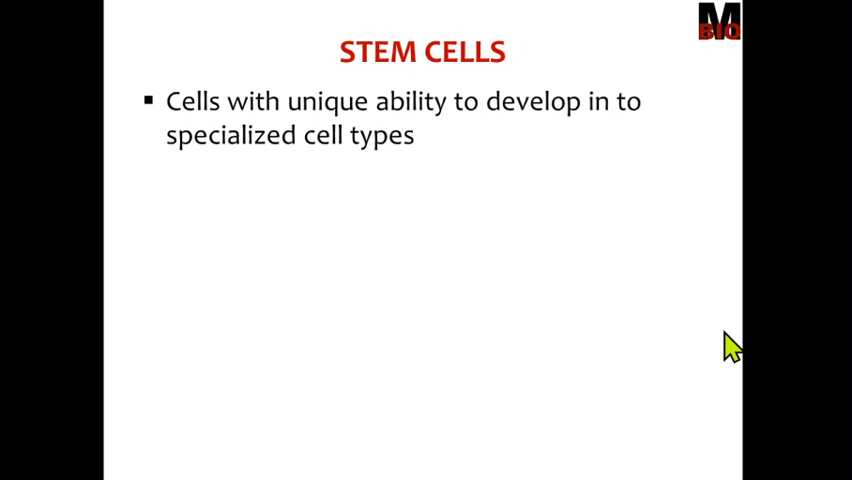 M
BIO
STEM CELLS
▪ Cells with unique ability to develop in to
specialized cell types